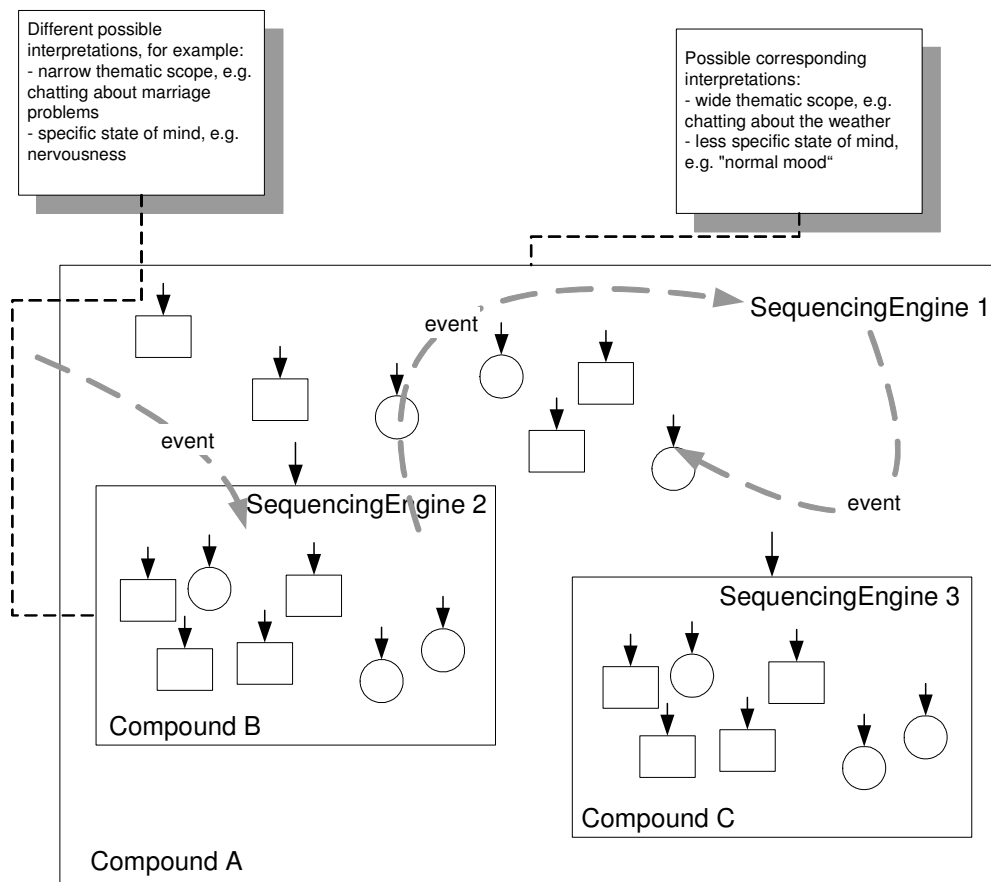 Different possible
interpretations, for example:
- narrow thematic scope, e.g.
chatting about marriage
problems
- specific state of mind, e.g.
nervousness
Possible corresponding
interpretations:
- wide thematic scope, e.g.
chatting about the weather
- less specific state of mind,
e.g. "normal mood“
SequencingEngine 1
event
event
event
SequencingEngine 2
SequencingEngine 3
Compound B
Compound C
Compound A